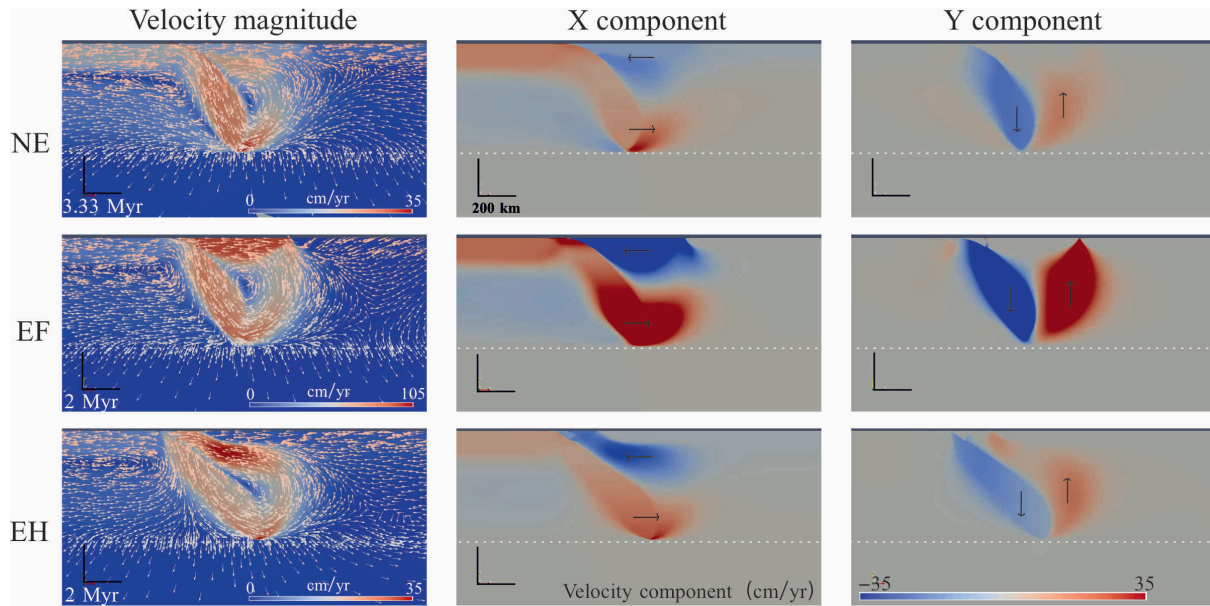 Velocity magnitude X component Y component
NE
3.33 Myr
0 cm/yr 35
200 km
EF
2 Myr
0 cm/yr 105
EH
2 Myr
0 cm/yr 35
Velocity component (cm/yr)
−35 35